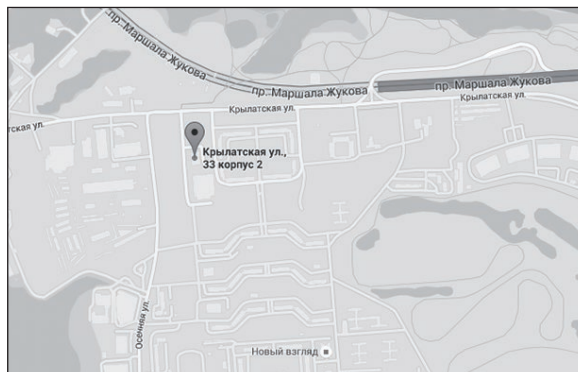 пр. Маршала Жукова
пр. Маршала Жукова
пр. Маршала Жукова
Крылатская ул.
Крылатская ул.
тская ул.
Крылатская ул.,
33 корпус 2
Осенняя ул.
Новый взгляд